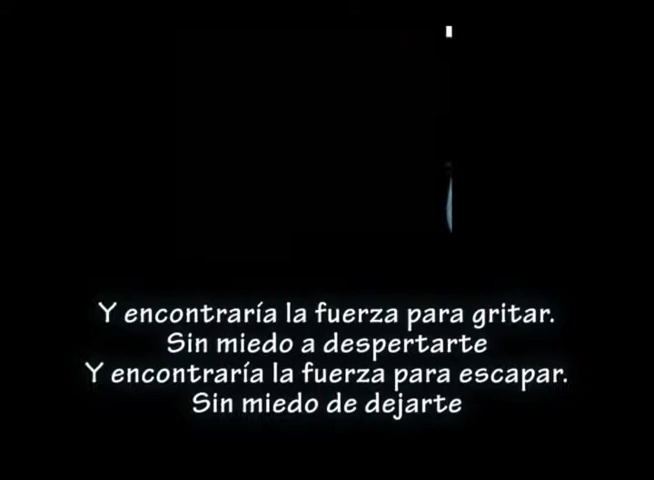 Y encontraría la fuerza para gritar.
Sin miedo a despertarte
Y encontraría la fuerza para escapar.
Sin miedo de dejarte